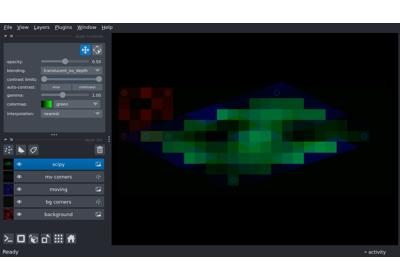 File View Layers Plugins Window Help
opacity: 0.50
blending: translucent_no_depth
contrast limits:
auto-contrast: once continuous
gamma: 1.00
colormap: green
interpolation: nearest
scipy
mv corners
moving
bg corners
background
Ready activity